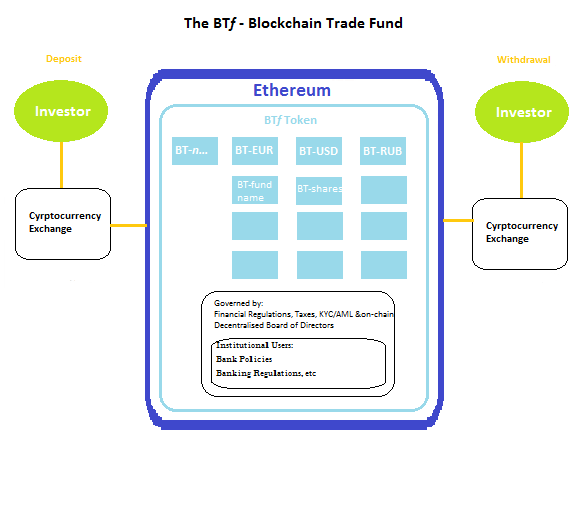 The BTf - Blockchain Trade Fund
Deposit
Withdrawal
Investor
Investor
Ethereum
BTf Token
BT-n...
BT-EUR
BT-USD
BT-RUB
BT-fund
name
BT-shares
Cyrptocurrency
Exchange
Cyrptocurrency
Exchange
Governed by:
Financial Regulations, Taxes, KYC/AML &on-chain
Decentralised Board of Directors
Institutional Users:
Bank Policies
Banking Regulations, etc